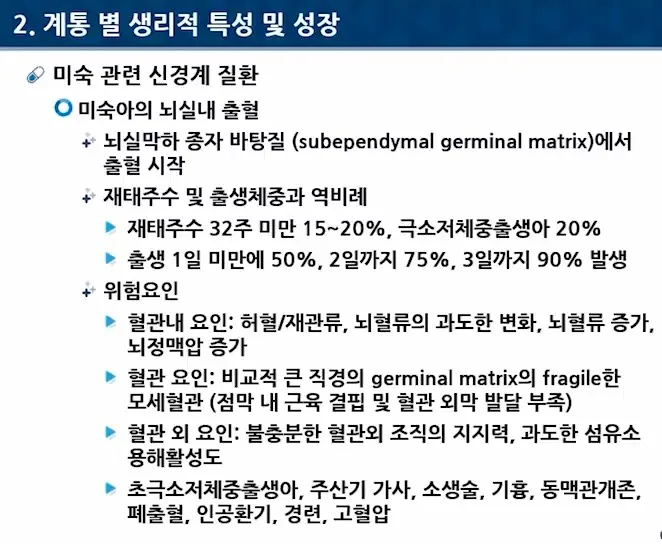 2. 계통 별 생리적 특성 및 성장
미숙 관련 신경계 질환
미숙아의 뇌실내 출혈
뇌실막하 종자 바탕질 (subependymal germinal matrix)에서
출혈 시작
재태주수 및 출생체중과 역비례
재태주수 32주 미만 15~20%, 극소저체중출생아 20%
출생 1일 미만에 50%, 2일까지 75%, 3일까지 90% 발생
위험요인
혈관내 요인: 허혈/재관류, 뇌혈류의 과도한 변화, 뇌혈류 증가,
뇌정맥압 증가
혈관 요인: 비교적 큰 직경의 germinal matrix의 fragile한
모세혈관 (점막 내 근육 결핍 및 혈관 외막 발달 부족)
혈관 외 요인: 불충분한 혈관외 조직의 지지력, 과도한 섬유소
용해활성도
초극소저체중출생아, 주산기 가사, 소생술, 기흉, 동맥관개존,
폐출혈, 인공환기, 경련, 고혈압